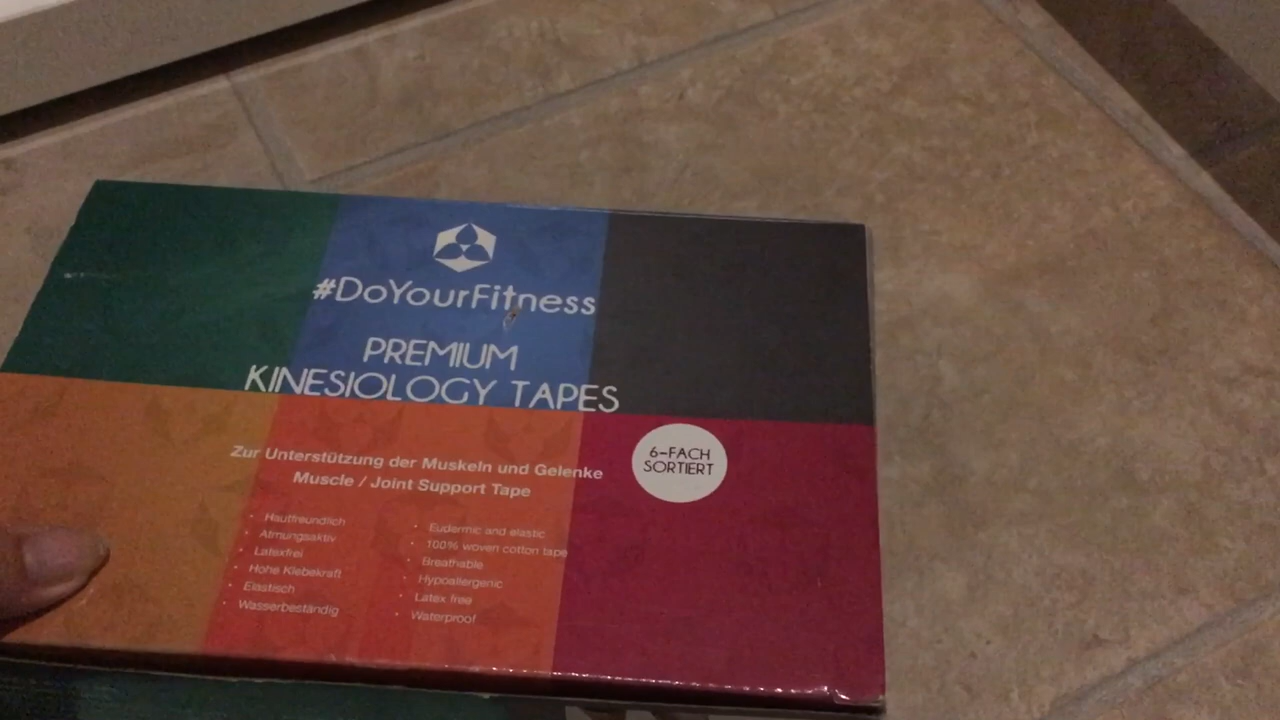 #DoYourFitness
PREMIUM
KINESIOLOGY TAPES
Zur Unterstützung der Muskeln und Gelenke
Muscle / Joint Support Tape
6-FACH
SORTIERT
• Hautfreundlich
• Atmungsaktiv
• Latexfrei
• Hohe Klebekraft
• Elastisch
• Wasserbeständig
• Eudermic and elastic
• 100% woven cotton tape
• Breathable
• Hypoallergenic
• Latex free
• Waterproof